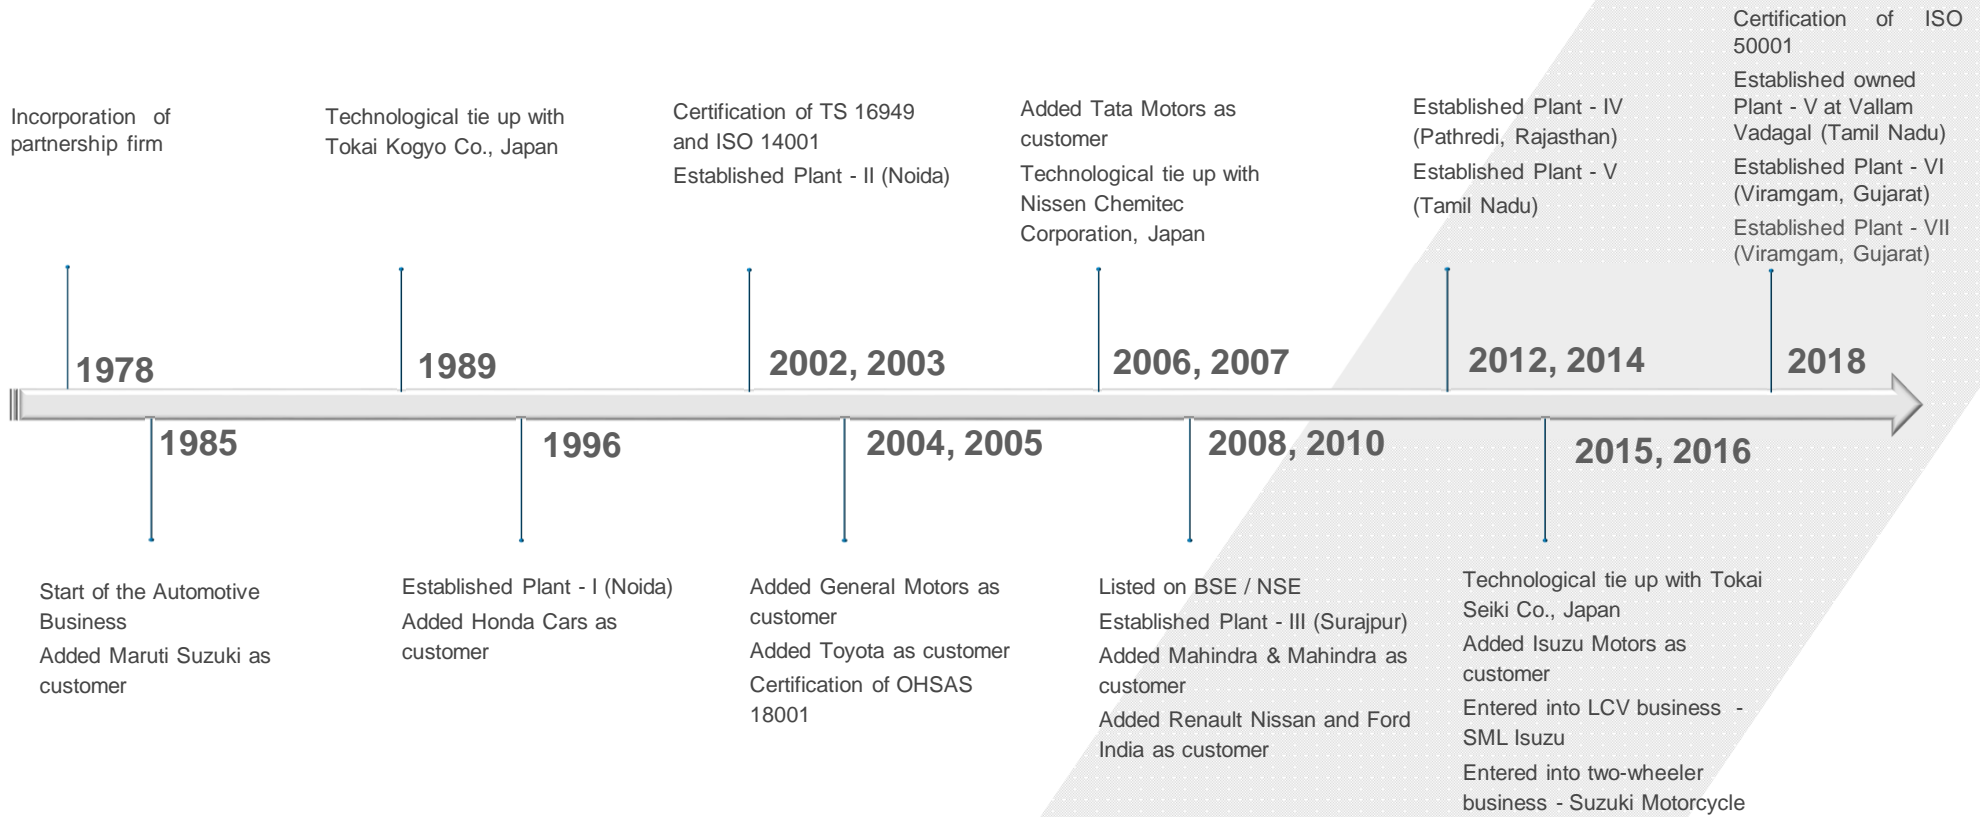 Certification of ISO
50001
Established owned
Plant - V at Vallam
Vadagal (Tamil Nadu)
Established Plant - VI
(Viramgam, Gujarat)
Established Plant - VII
(Viramgam, Gujarat)
Incorporation of
partnership firm
Technological tie up with
Tokai Kogyo Co., Japan
Certification of TS 16949
and ISO 14001
Established Plant - II (Noida)
Added Tata Motors as
customer
Technological tie up with
Nissen Chemitec
Corporation, Japan
Established Plant - IV
(Pathredi, Rajasthan)
Established Plant - V
(Tamil Nadu)
1978
1989
2002, 2003
2006, 2007
2012, 2014
2018
1985
1996
2004, 2005
2008, 2010
2015, 2016
Start of the Automotive
Business
Added Maruti Suzuki as
customer
Established Plant - I (Noida)
Added Honda Cars as
customer
Added General Motors as
customer
Added Toyota as customer
Certification of OHSAS
18001
Listed on BSE / NSE
Established Plant - III (Surajpur)
Added Mahindra & Mahindra as
customer
Added Renault Nissan and Ford
India as customer
Technological tie up with Tokai
Seiki Co., Japan
Added Isuzu Motors as
customer
Entered into LCV business -
SML Isuzu
Entered into two-wheeler
business - Suzuki Motorcycle